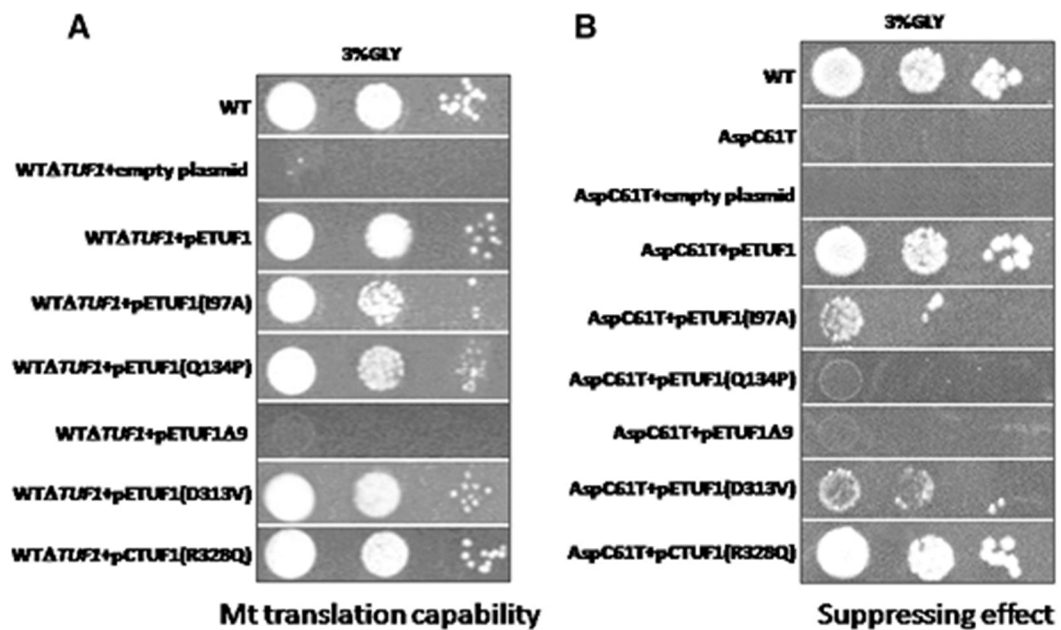 A
3%GLY
WT
WTΔTUF1+empty plasmid
WTΔTUF1+pETUF1
WTΔTUF1+pETUF1(I97A)
WTΔTUF1+pETUF1(Q134P)
WTΔTUF1+pETUF1Δ9
WTΔTUF1+pETUF1(D313V)
WTΔTUF1+pCTUF1(R328Q)
Mt translation capability
B
3%GLY
WT
AspC61T
AspC61T+empty plasmid
AspC61T+pETUF1
AspC61T+pETUF1(I97A)
AspC61T+pETUF1(Q134P)
AspC61T+pETUF1Δ9
AspC61T+pETUF1(D313V)
AspC61T+pCTUF1(R328Q)
Suppressing effect